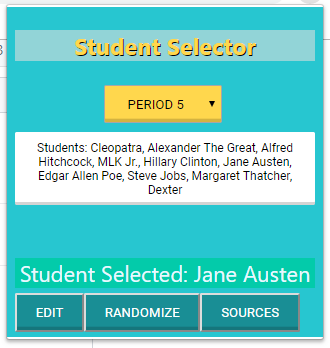 Student Selector
PERIOD 5
Students: Cleopatra, Alexander The Great, Alfred
Hitchcock, MLK Jr., Hillary Clinton, Jane Austen,
Edgar Allen Poe, Steve Jobs, Margaret Thatcher,
Dexter
Student Selected: Jane Austen
EDIT RANDOMIZE SOURCES